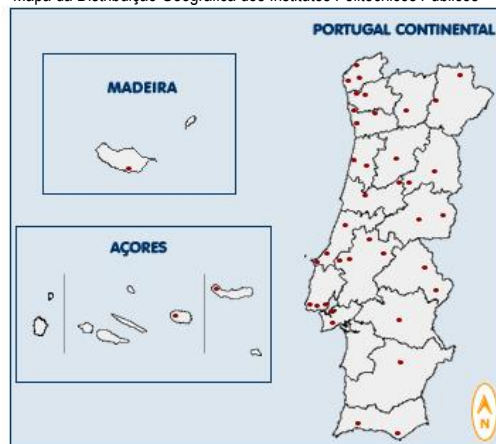 Mapa da Distribuição Geográfica dos Institutos Politécnicos Públicos
PORTUGAL CONTINENTAL
MADEIRA
AÇORES
N